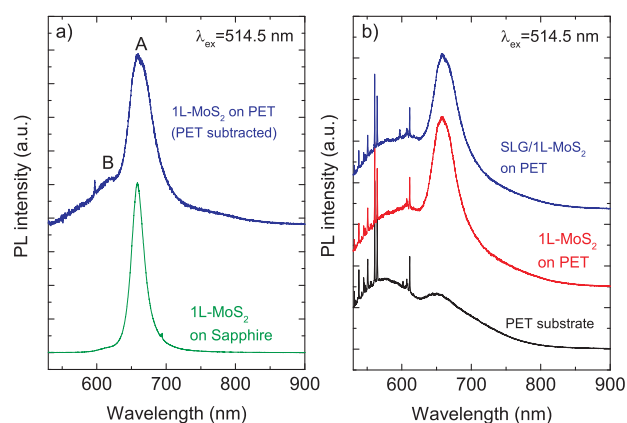 a)
A
λex=514.5 nm
1L-MoS2 on PET
(PET subtracted)
B
1L-MoS2
on Sapphire
PL intensity (a.u.)
600 700 800 900
Wavelength (nm)
b)
λex=514.5 nm
SLG/1L-MoS2
on PET
1L-MoS2
on PET
PET substrate
PL intensity (a.u.)
600 700 800 900
Wavelength (nm)